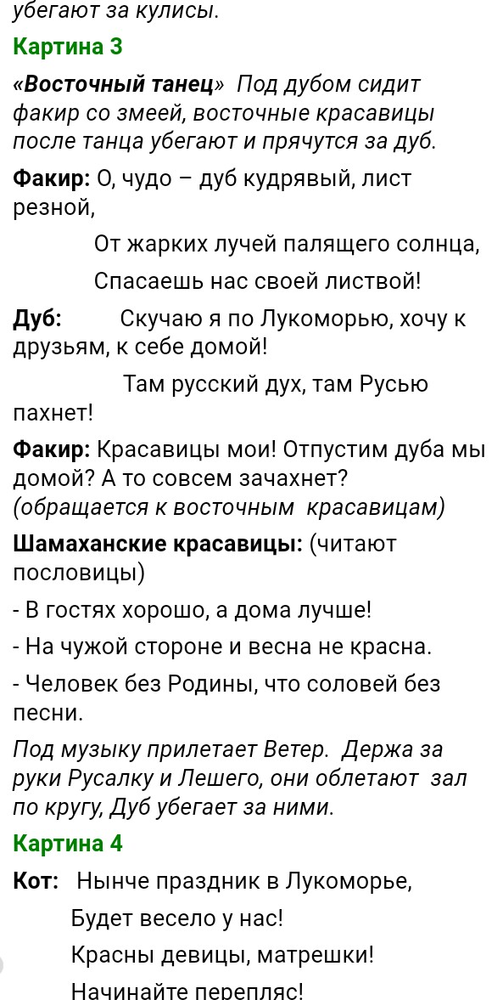 убегают за кулисы.
Картина 3
«Восточный танец»  Под дубом сидит
факир со змеей, восточные красавицы
после танца убегают и прячутся за дуб.
Факир: О, чудо – дуб кудрявый, лист
резной,
От жарких лучей палящего солнца,
Спасаешь нас своей листвой!
Дуб: Скучаю я по Лукоморью, хочу к
друзьям, к себе домой!
Там русский дух, там Русью
пахнет!
Факир: Красавицы мои! Отпустим дуба мы
домой? А то совсем зачахнет?
(обращается к восточным  красавицам)
Шамаханские красавицы: (читают
пословицы)
- В гостях хорошо, а дома лучше!
- На чужой стороне и весна не красна.
- Человек без Родины, что соловей без
песни.
Под музыку прилетает Ветер.  Держа за
руки Русалку и Лешего, они облетают  зал
по кругу, Дуб убегает за ними.
Картина 4
Кот: Нынче праздник в Лукоморье,
Будет весело у нас!
Красны девицы, матрешки!
Начинайте перепляс!